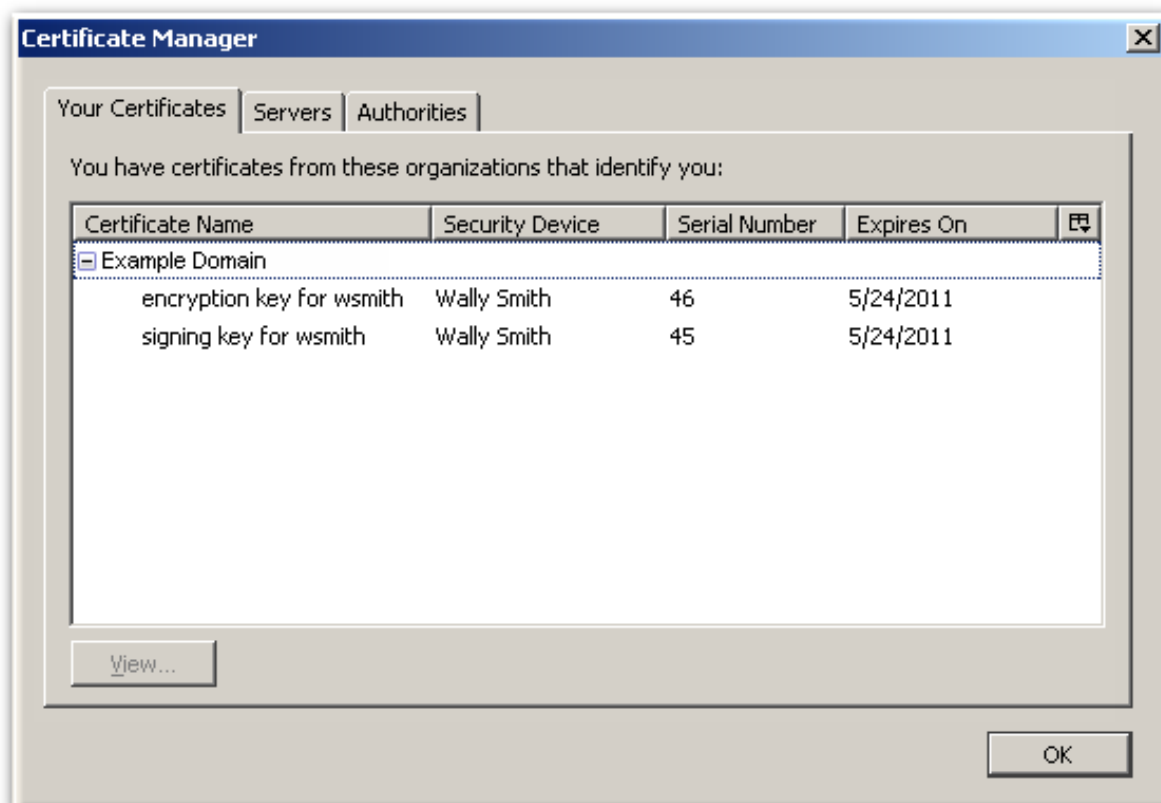 Certificate Manager
Your Certificates Servers Authorities
You have certificates from these organizations that identify you:
Certificate Name Security Device Serial Number Expires On
Example Domain
encryption key for wsmith Wally Smith 46 5/24/2011
signing key for wsmith Wally Smith 45 5/24/2011
View...
OK